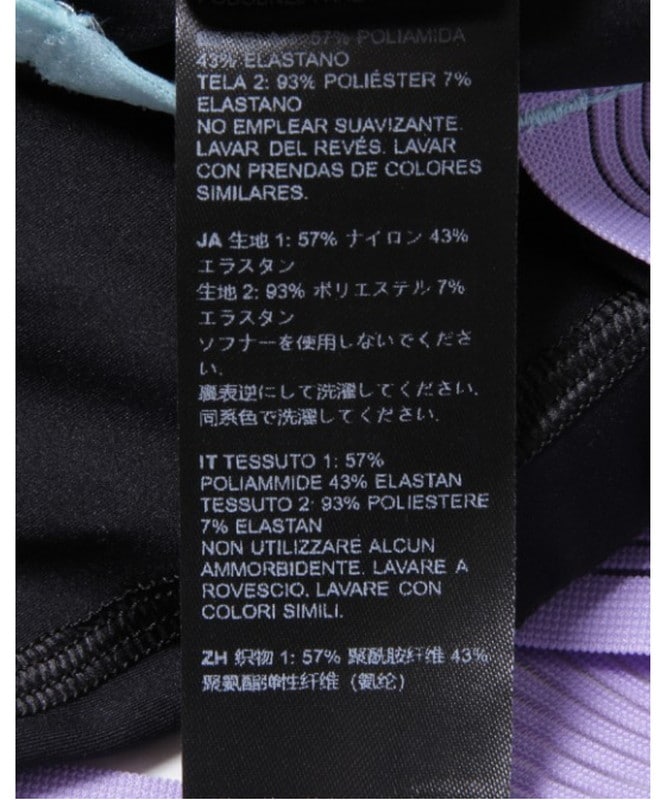 57% POLIAMIDA
43% ELASTANO
TELA 2: 93% POLIÉSTER 7%
ELASTANO
NO EMPLEAR SUAVIZANTE.
LAVAR DEL REVÉS. LAVAR
CON PRENDAS DE COLORES
SIMILARES.
JA 生地 1: 57% ナイロン 43%
エラスタン
生地 2: 93% ポリエステル 7%
エラスタン
ソフナーを使用しないでくださ
い.
裏表逆にして洗濯してください.
同系色で洗濯してください.
IT TESSUTO 1: 57%
POLIAMMIDE 43% ELASTAN
TESSUTO 2: 93% POLIESTERE
7% ELASTAN
NON UTILIZZARE ALCUN
AMMORBIDENTE. LAVARE A
ROVESCIO. LAVARE CON
COLORI SIMILI.
ZH 织物 1: 57% 聚酰胺纤维 43%
聚氨酯弹性纤维（氨纶）